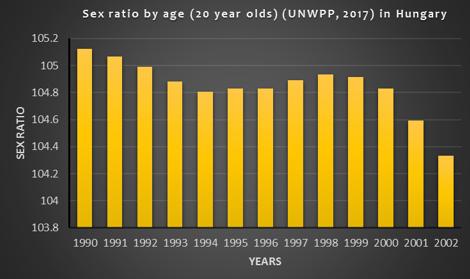 Sex ratio by age (20 year olds) (UNWPP, 2017) in Hungary
105.2
105
104.8
104.6
104.4
104.2
104
103.8
SEX RATIO
1990 1991 1992 1993 1994 1995 1996 1997 1998 1999 2000 2001 2002
YEARS